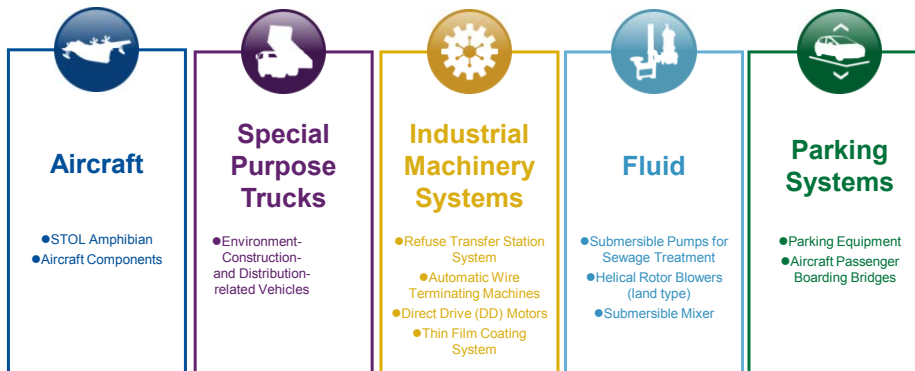 Aircraft
●STOL Amphibian
●Aircraft Components
Special
Purpose
Trucks
●Environment-
Construction-
and Distribution-
related Vehicles
Industrial
Machinery
Systems
●Refuse Transfer Station
System
●Automatic Wire
Terminating Machines
●Direct Drive (DD) Motors
●Thin Film Coating
System
Fluid
●Submersible Pumps for
Sewage Treatment
●Helical Rotor Blowers
(land type)
●Submersible Mixer
Parking
Systems
●Parking Equipment
●Aircraft Passenger
Boarding Bridges